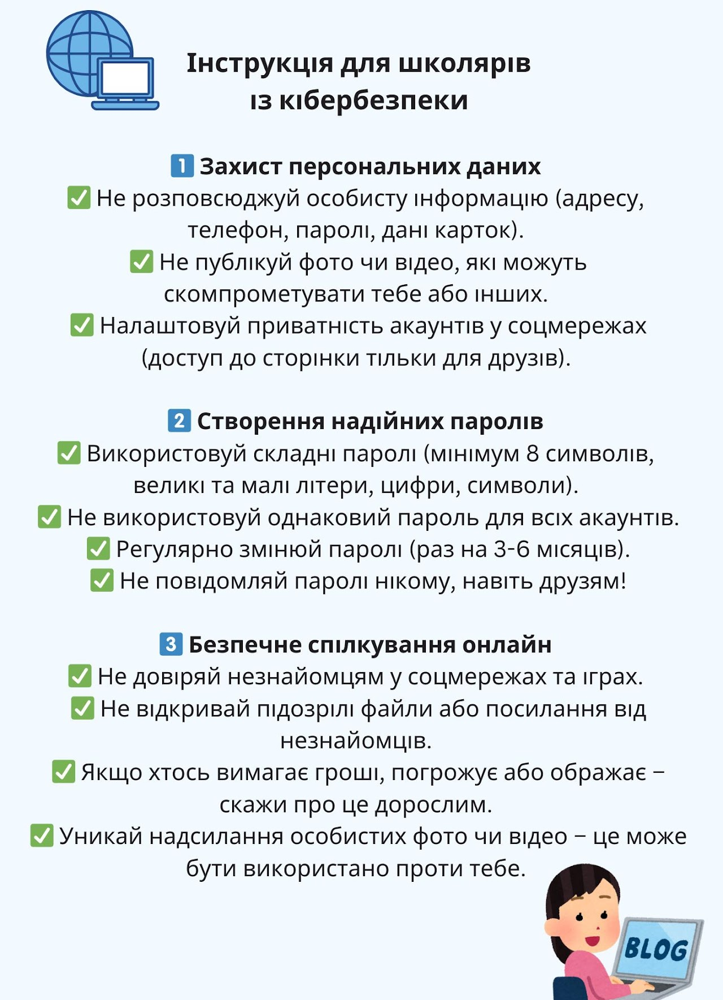 Інструкція для школярів
із кібербезпеки
1 Захист персональних даних
✅ Не розповсюджуй особисту інформацію (адресу,
телефон, паролі, дані карток).
✅ Не публікуй фото чи відео, які можуть
скомпрометувати тебе або інших.
✅ Налаштовуй приватність акаунтів у соцмережах
(доступ до сторінки тільки для друзів).
2 Створення надійних паролів
✅ Використовуй складні паролі (мінімум 8 символів,
великі та малі літери, цифри, символи).
✅ Не використовуй однаковий пароль для всіх акаунтів.
✅ Регулярно змінюй паролі (раз на 3-6 місяців).
✅ Не повідомляй паролі нікому, навіть друзям!
3 Безпечне спілкування онлайн
✅ Не довіряй незнайомцям у соцмережах та іграх.
✅ Не відкривай підозрілі файли або посилання від
незнайомців.
✅ Якщо хтось вимагає гроші, погрожує або ображає –
скажи про це дорослим.
✅ Уникай надсилання особистих фото чи відео – це може
бути використано проти тебе.
BLOG